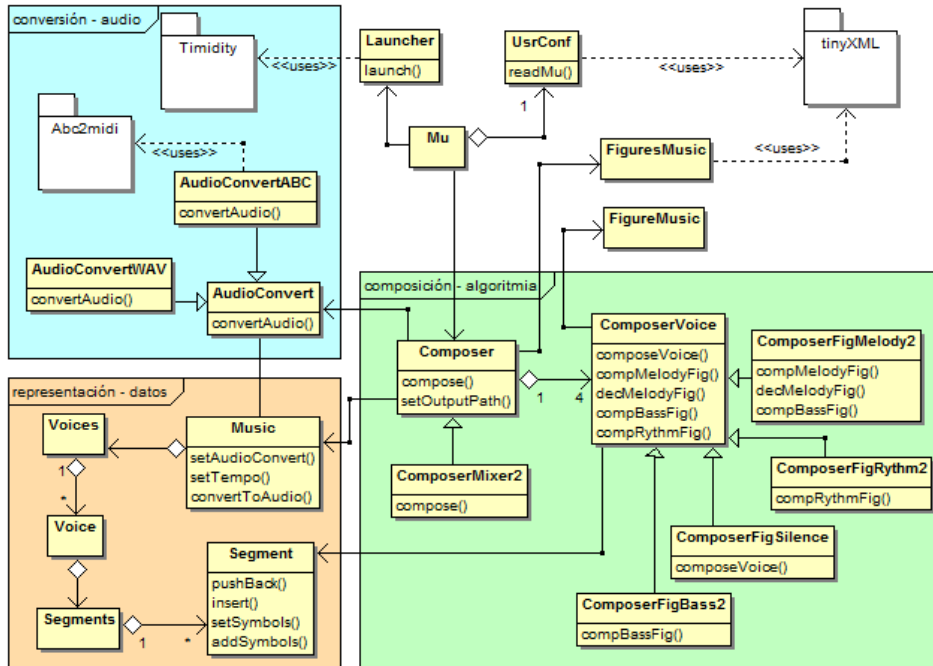 conversión - audio
Timidity
<<uses>>
Launcher
launch()
UsrConf
readMu()
<<uses>>
tinyXML
Abc2midi
<<uses>>
1
Mu
<<uses>>
FiguresMusic
AudioConvertABC
convertAudio()
FigureMusic
AudioConvertWAV
convertAudio()
AudioConvert
convertAudio()
composición - algoritmia
Composer
compose()
setOutputPath()
1
4
ComposerVoice
composeVoice()
compMelodyFig()
decMelodyFig()
compBassFig()
compRythmFig()
ComposerFigMelody2
compMelodyFig()
decMelodyFig()
compBassFig()
representación - datos
Voices
1
*
Music
setAudioConvert()
setTempo()
convertToAudio()
ComposerMixer2
compose()
ComposerFigRythm2
compRythmFig()
Voice
Segment
pushBack()
insert()
setSymbols()
addSymbols()
ComposerFigSilence
composeVoice()
Segments
1
*
ComposerFigBass2
compBassFig()